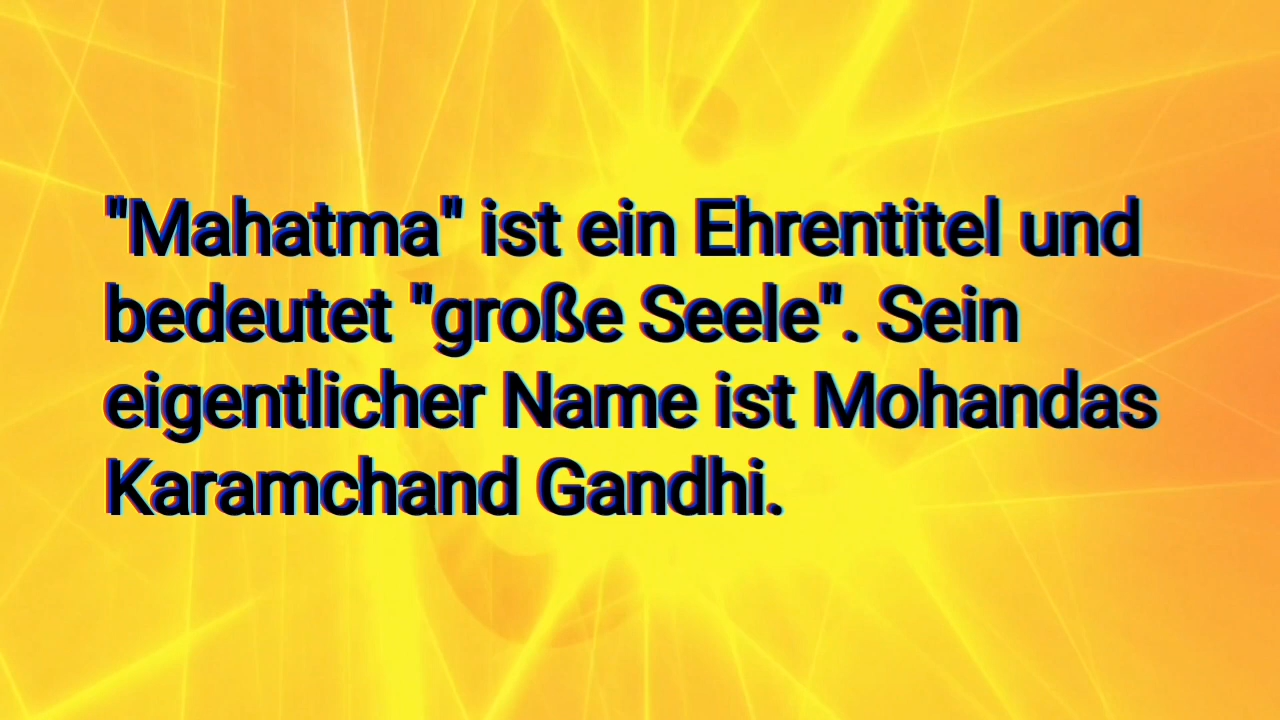 "Mahatma" ist ein Ehrentitel und
bedeutet "große Seele". Sein
eigentlicher Name ist Mohandas
Karamchand Gandhi.